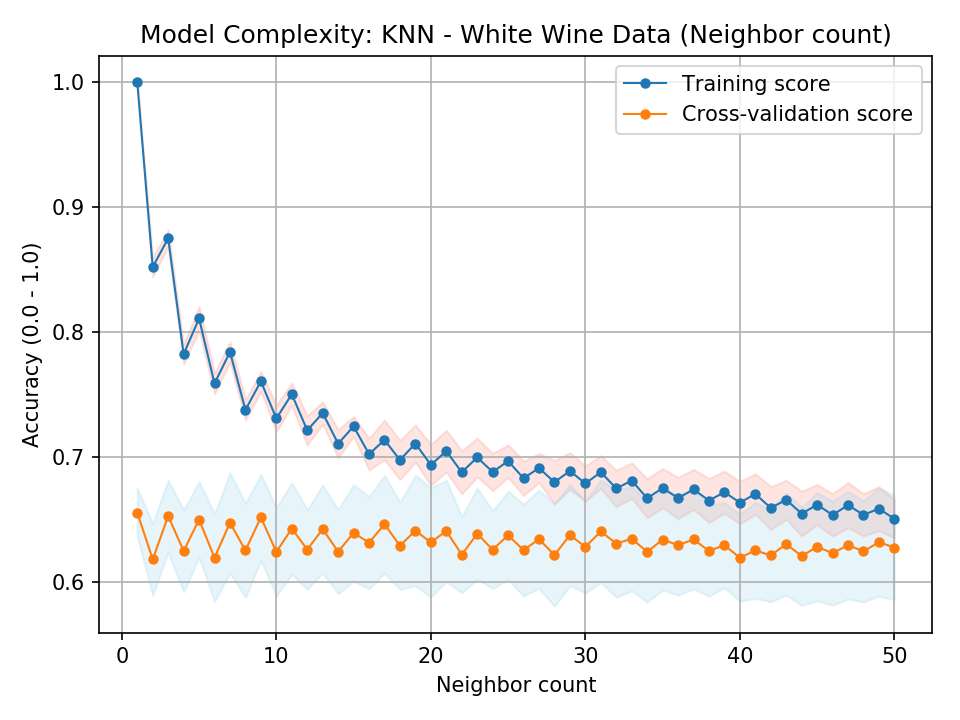 Model Complexity: KNN - White Wine Data (Neighbor count)
Training score
Cross-validation score
Accuracy (0.0 - 1.0)
1.0
0.9
0.8
0.7
0.6
0
10
20
30
40
50
Neighbor count